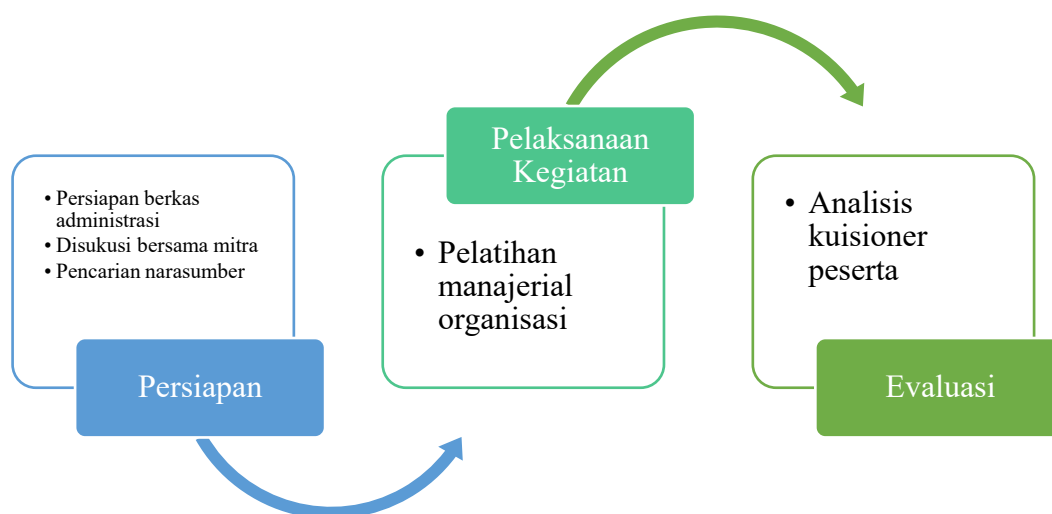 • Persiapan berkas
administrasi
• Disukusi bersama mitra
• Pencarian narasumber
Persiapan
Pelaksanaan
Kegiatan
• Pelatihan
manajerial
organisasi
• Analisis
kuisioner
peserta
Evaluasi